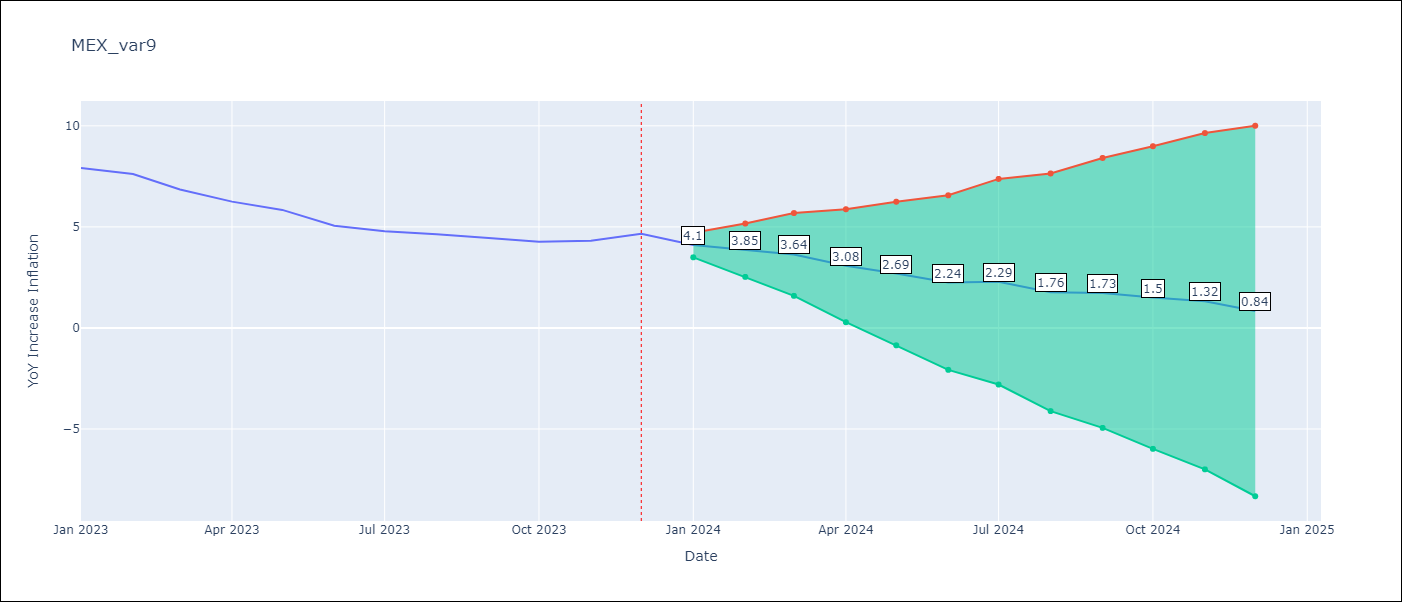 MEX_var9
YoY Increase Inflation
10
5
0
−5
4.1
3.85
3.64
3.08
2.69
2.24
2.29
1.76
1.73
1.5
1.32
0.84
Jan 2023
Apr 2023
Jul 2023
Oct 2023
Jan 2024
Apr 2024
Jul 2024
Oct 2024
Jan 2025
Date